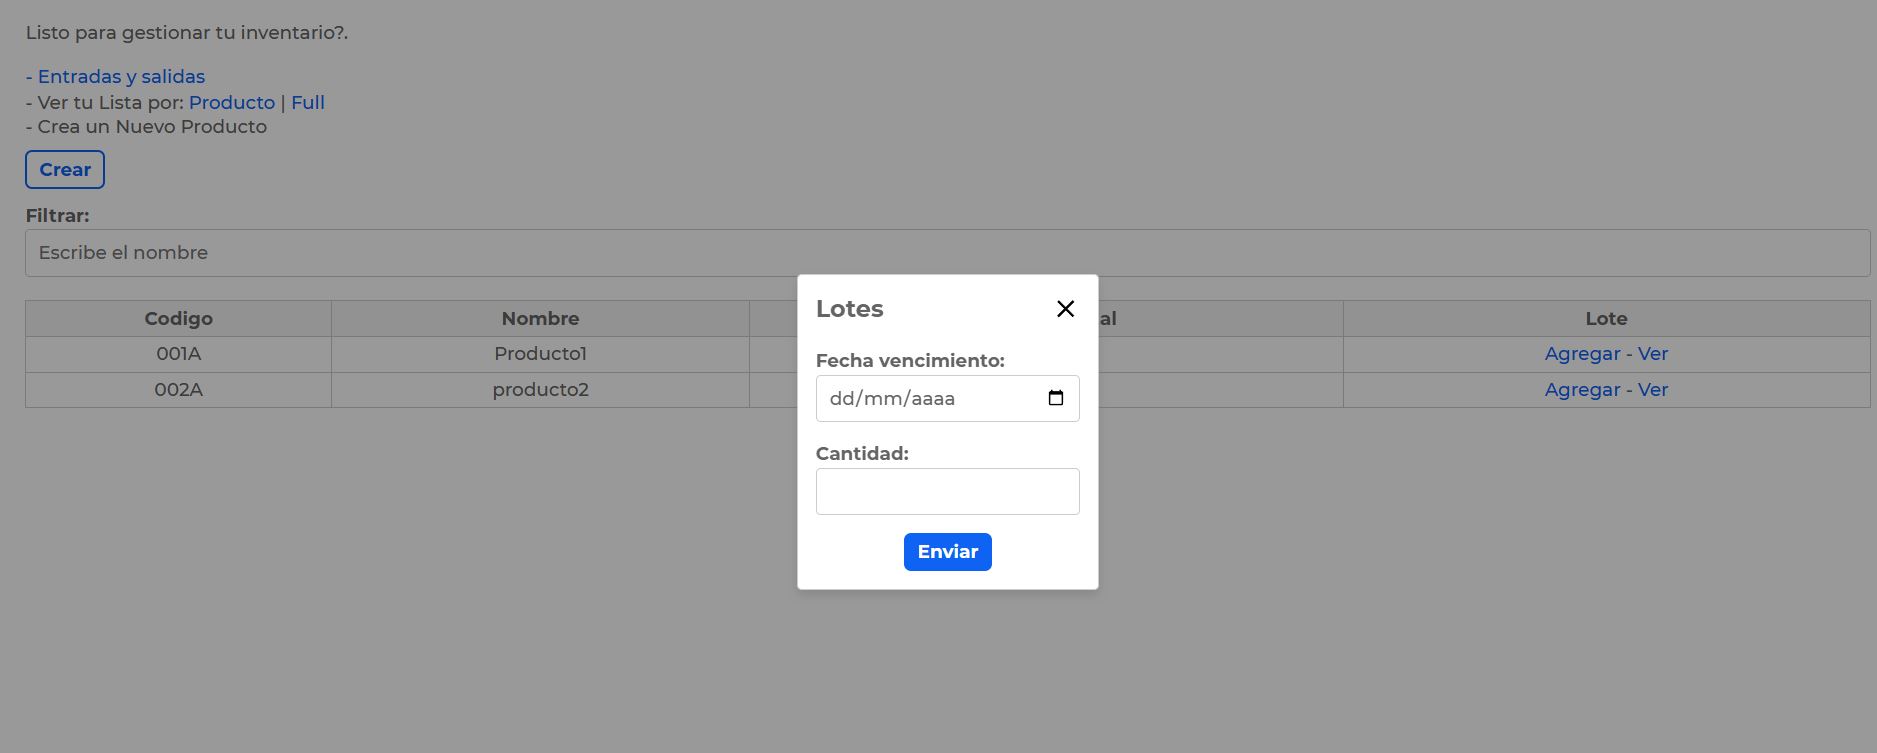 Listo para gestionar tu inventario?.
- Entradas y salidas
- Ver tu Lista por: Producto | Full
- Crea un Nuevo Producto
Crear
Filtrar:
Escribe el nombre
Codigo Nombre al Lote
001A Producto1 Agregar - Ver
002A producto2 Agregar - Ver
Lotes
Fecha vencimiento:
dd/mm/aaaa
Cantidad:
Enviar